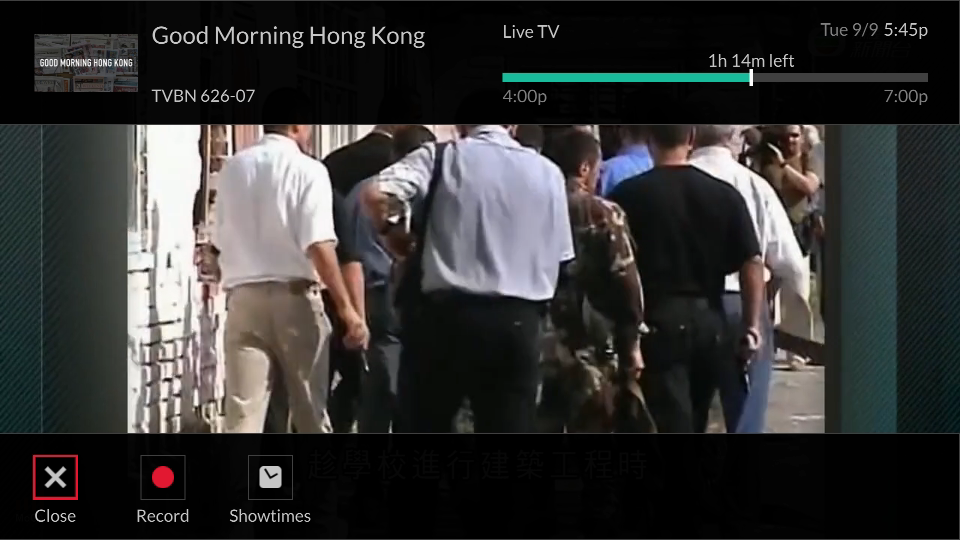 Good Morning Hong Kong
GOOD MORNING HONG KONG
TVBN 626-07
Live TV
Tue 9/9 5:45p
1h 14m left
4:00p
7:00p
趁學校進行建築工程時
Close
Record
Showtimes